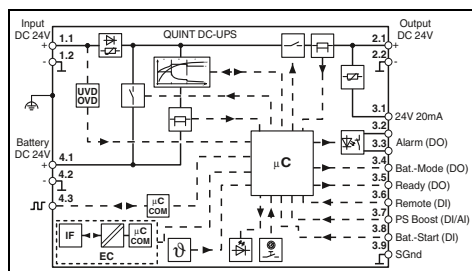 Input
DC 24V
QUINT DC-UPS
Output
DC 24V
1.1
+
1.2
-
2.1
+
2.2
-
UVD
OVD
3.1
24V 20mA
3.2
3.3
Alarm (DO)
Battery
DC 24V
4.1
+
4.2
-
4.3
µC
µC
COM
3.4
Bat.-Mode (DO)
3.5
Ready (DO)
3.6
Remote (DI)
3.7
PS Boost (DI/AI)
3.8
Bat.-Start (DI)
3.9
SGnd
IF
µC
COM
EC
ϑ